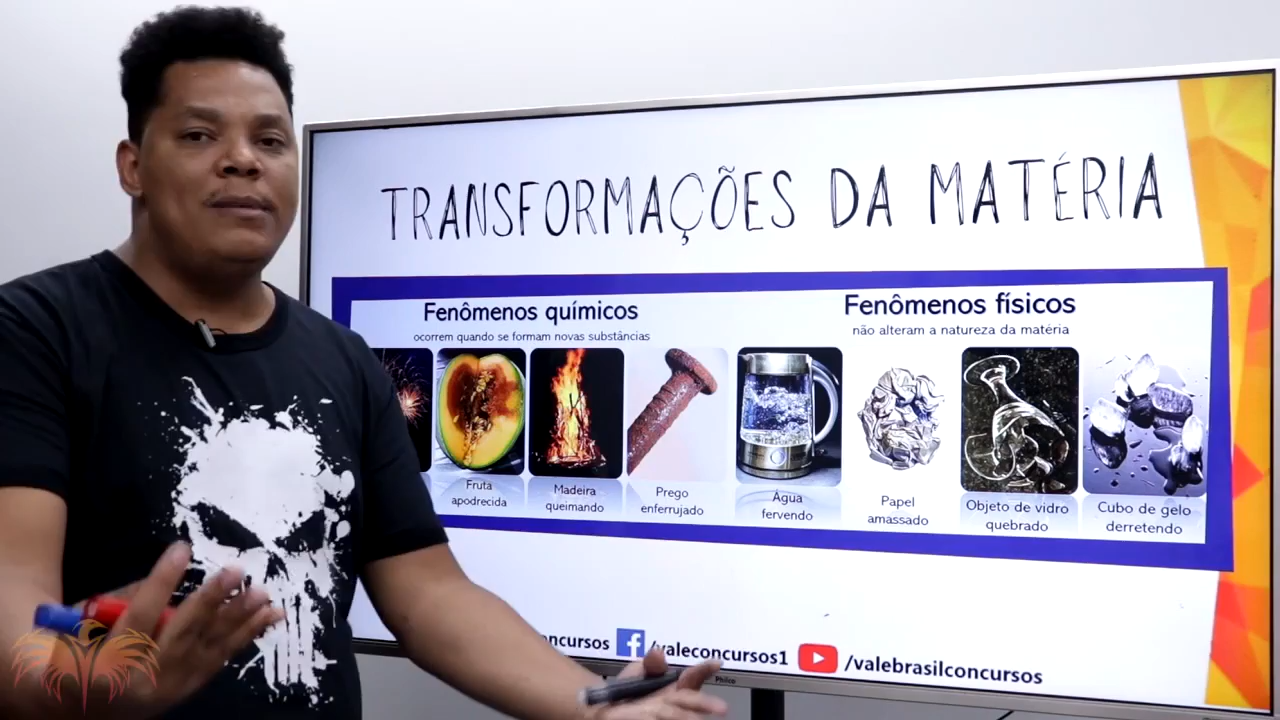 TRANSFORMAÇÕES DA MATÉRIA
Fenômenos químicos
ocorrem quando se formam novas substâncias
Fenômenos físicos
não alteram a natureza da matéria
Fruta
apodrecida
Madeira
queimando
Prego
enferrujado
Água
fervendo
Papel
amassado
Objeto de vidro
quebrado
Cubo de gelo
derretendo
/valeconcursos1
/valebrasilconcursos
Philco